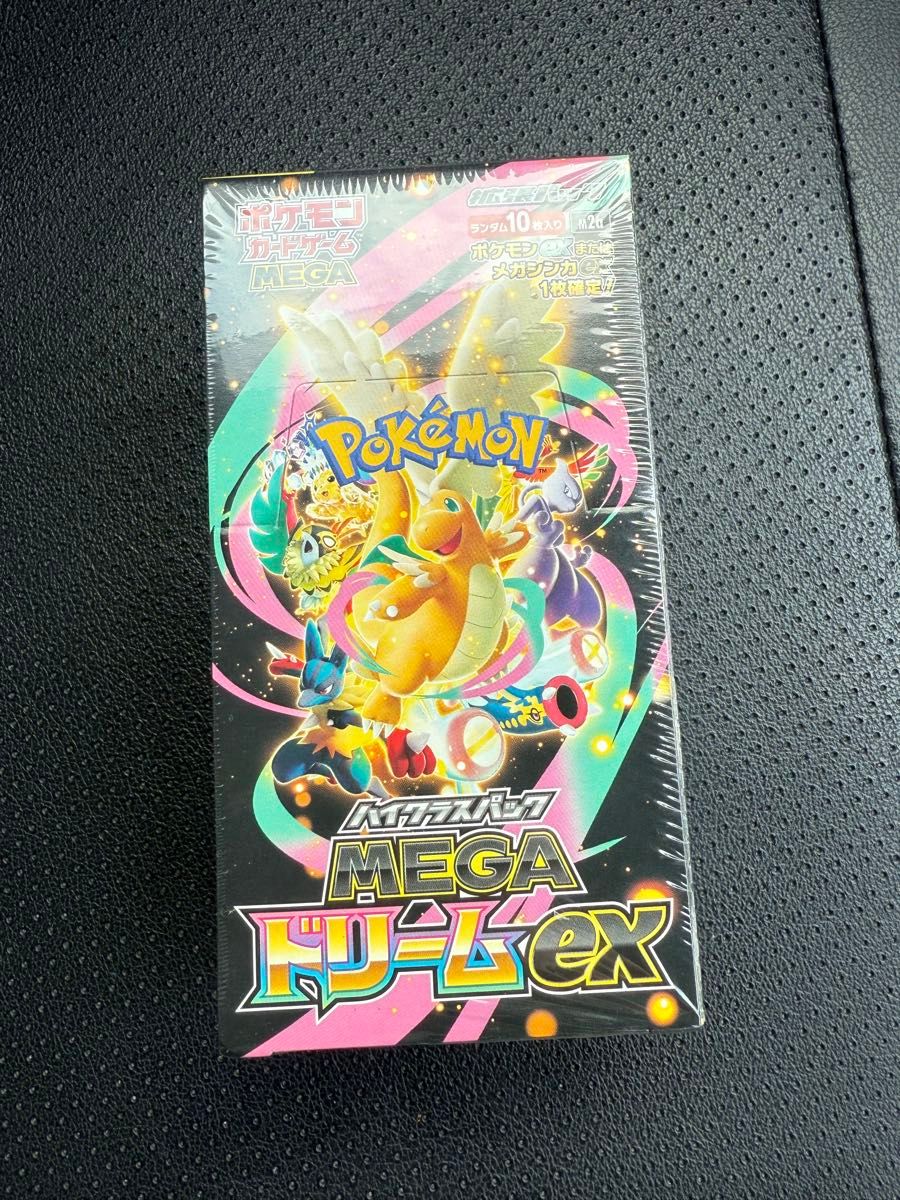 ポケモン
カードゲーム
MEGA
拡張パック
ランダム10枚入り M2a
ポケモンexまたは
メガシンカex
1枚確定!!
POKÉMON
TM
ハイクラスパック
MEGA
ドリームex